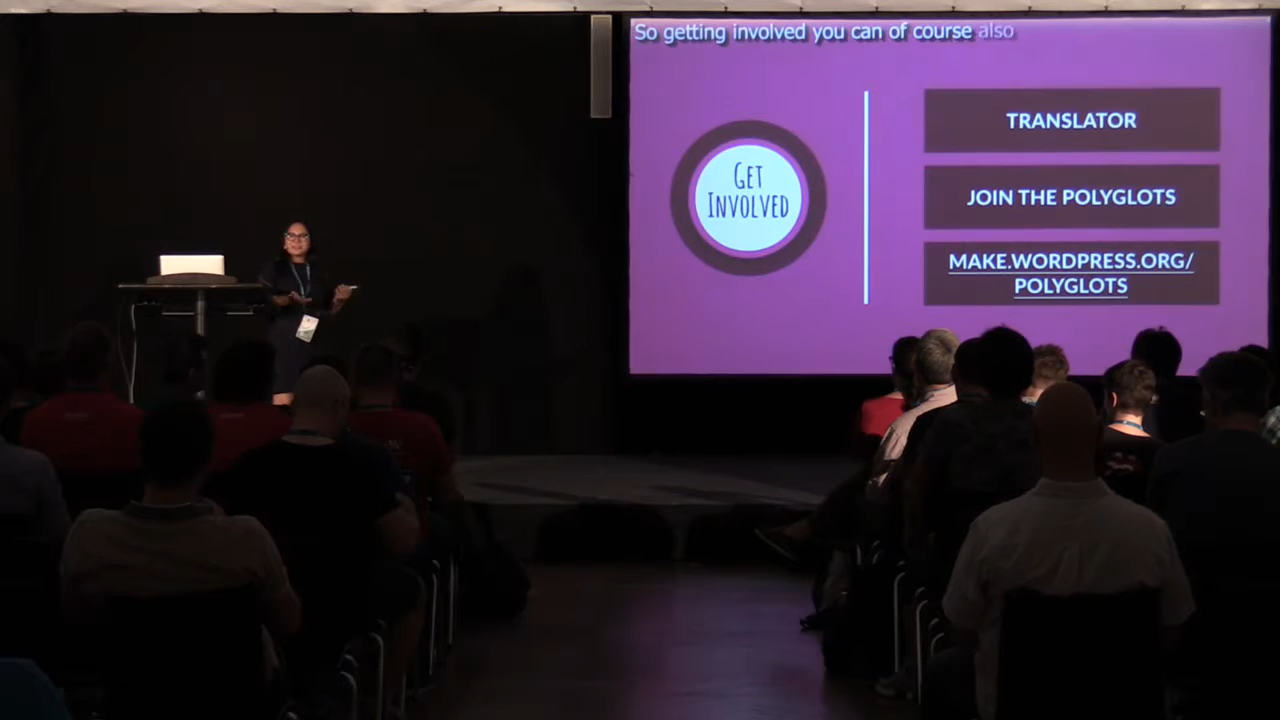 So getting involved you can of course also
GET
INVOLVED
TRANSLATOR
JOIN THE POLYGLOTS
MAKE.WORDPRESS.ORG/
POLYGLOTS